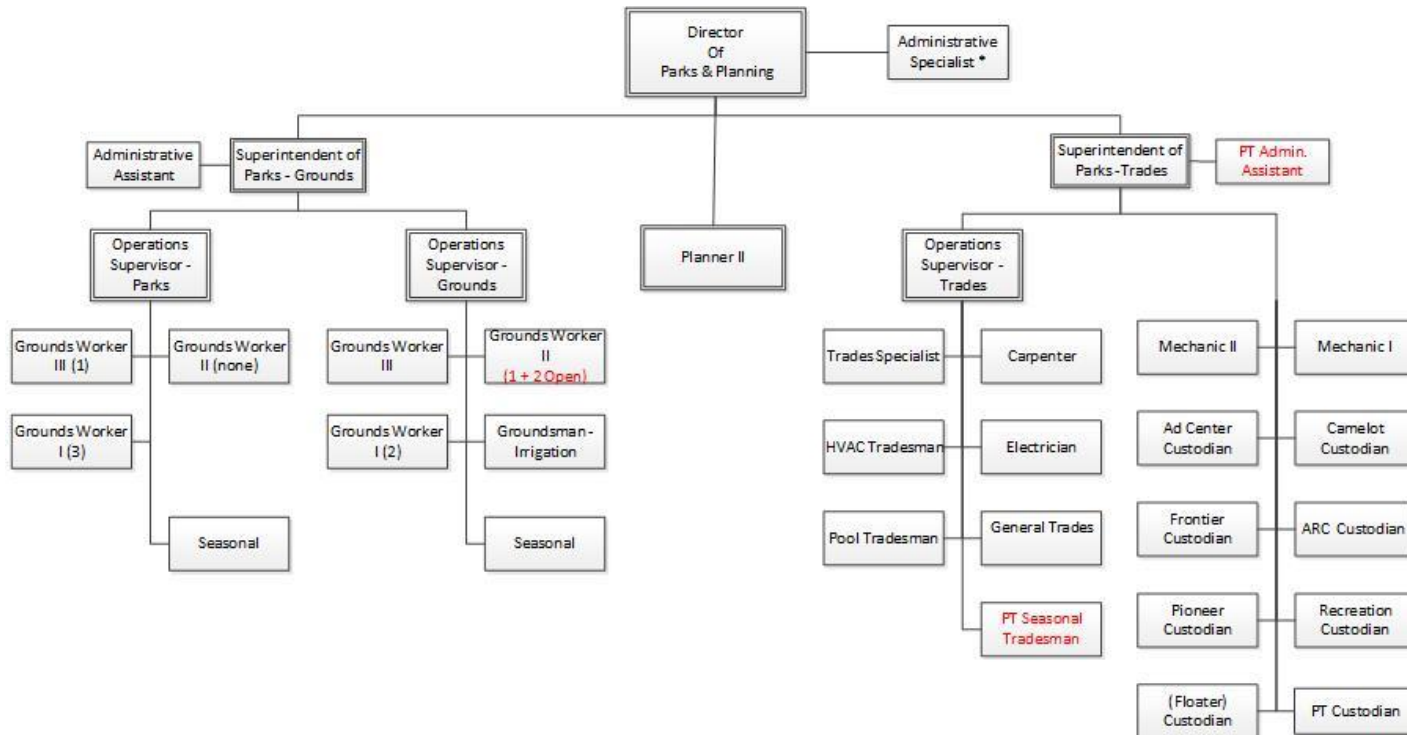 Director
Of
Parks & Planning
Administrative
Specialist *
Administrative
Assistant
Superintendent of
Parks - Grounds
Superintendent of
Parks -Trades
PT Admin.
Assistant
Operations
Supervisor -
Parks
Operations
Supervisor -
Grounds
Planner II
Operations
Supervisor -
Trades
Grounds Worker
III (1)
Grounds Worker
II (none)
Grounds Worker
III
Grounds Worker
II
(1 + 2 Open)
Trades Specialist
Carpenter
Mechanic II
Mechanic I
Grounds Worker
I (3)
Grounds Worker
I (2)
Groundsman -
Irrigation
HVAC Tradesman
Electrician
Ad Center
Custodian
Camelot
Custodian
Seasonal
Seasonal
Pool Tradesman
General Trades
Frontier
Custodian
ARC Custodian
PT Seasonal
Tradesman
Pioneer
Custodian
Recreation
Custodian
(Floater)
Custodian
PT Custodian